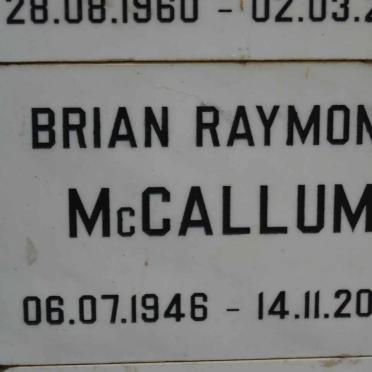 28.08.1960 - 02.03.2
BRIAN RAYMON
McCALLUM
06.07.1946 - 14.11.20